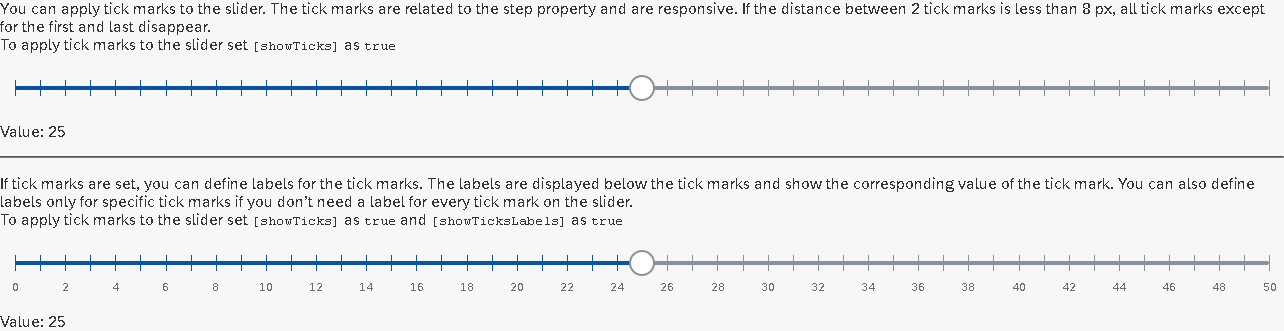 You can apply tick marks to the slider. The tick marks are related to the step property and are responsive. If the distance between 2 tick marks is less than 8 px, all tick marks except
for the first and last disappear.
To apply tick marks to the slider set [showTicks] as true
Value: 25
If tick marks are set, you can define labels for the tick marks. The labels are displayed below the tick marks and show the corresponding value of the tick mark. You can also define
labels only for specific tick marks if you don’t need a label for every tick mark on the slider.
To apply tick marks to the slider set [showTicks] as true and [showTicksLabels] as true
0 2 4 6 8 10 12 14 16 18 20 22 24 26 28 30 32 34 36 38 40 42 44 46 48 50
Value: 25